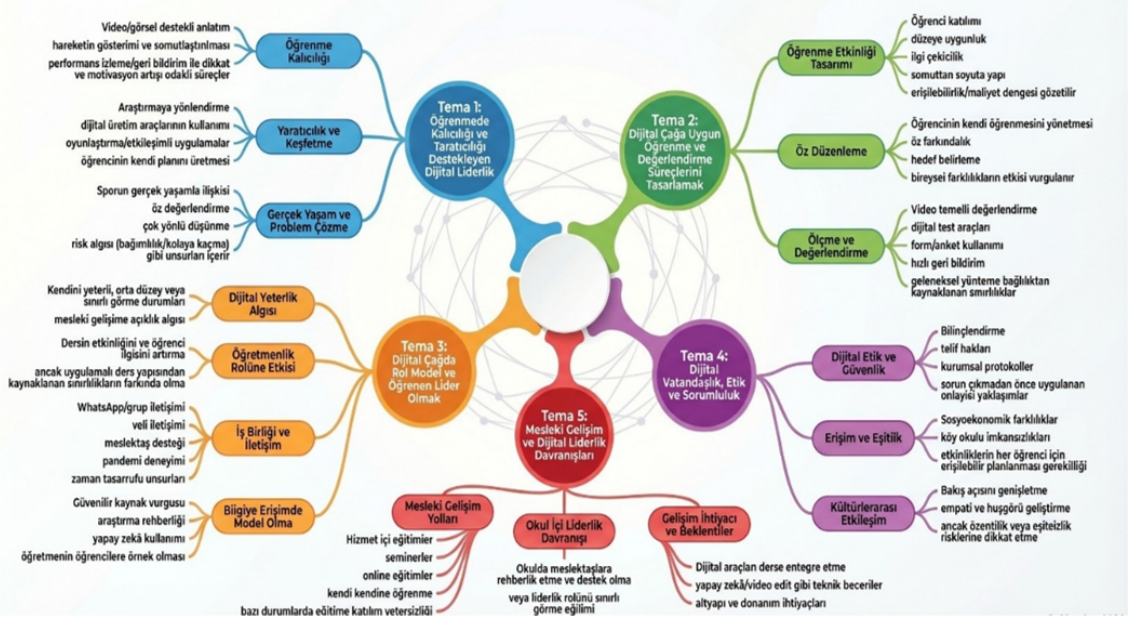 Tema 1:
Öğrenmede
Kalıcılığı ve
Taratıcılığı
Destekleyen
Dijital Liderlik
Öğrenme
Kalıcılığı
Video/görsel destekli anlatım
hareketin gösterimi ve somutlaştınlması
performans izleme/geri bildirim ile dikkat
ve motivasyon artışı odakli süreçler
Yaratıcılık ve
Keşfetme
Araştırmaya yönlendirme
dijital üretim araçlarının kullanımı
oyunlaştırma/etkileşimli uygulamalar
öğrencinin kendi planını üretmesi
Gerçek Yaşam ve
Problem Çözme
Sporun gerçek yaşamla ilişkisi
öz değerlendirme
çok yönlü düşünme
risk algısı (bağımlılık/kolaya kaçma)
gibi unsurları içerir
Tema 2:
Dijital Çağa Uygun
Öğrenme ve
Değerlendirme
Süreçlerini
Tasarlamak
Öğrenme Etkinliği
Tasarımı
Öğrenci katılımı
düzeye uygunluk
ilgi çekicilik
somuttan soyuta yapı
erişilebilirlik/maliyet dengesi gözetilir
Öz Düzenleme
Öğrencinin kendi öğrenmesini yönetmesi
öz farkındalık
hedef belirleme
bireysei farklılıkların etkisi vurgulanır
Ölçme ve
Değerlendirme
Video temelli değerlendirme
dijital test araçları
form/anket kullanımı
hızlı geri bildirim
geleneksel yünteme bağlılıktan
kaynaklanan smırlılıklar
Tema 3:
Dijital Çağda
Rol Model ve
Öğrenen Lider
Olmak
Dijital Yeterlik
Algısı
Kendini yeterli, orta düzey veya
sınırlı görme durumları
mesleki gelişime açıklık algısı
Öğretmenlik
Rolüne Etkisi
Dersin etkinliğini ve öğrenci
ilgisini artırma
ancak uygulamalı ders yapısından
kaynaklanan sınırlılıkların farkında olma
İş Birliği ve
İletişim
WhatsApp/grup iletişimi
veli iletişimi
meslektaş desteği
pandemi deneyimi
zaman tasarrufu unsurları
Biigiye Erişimde
Model Olma
Güvenilir kaynak vurgusu
araştırma rehberliği
yapay zekâ kullanımı
öğretmenin öğrencilere örnek olması
Tema 4:
Dijital
Vatandaşlık, Etik
ve Sorumluluk
Dijital Etik ve
Güvenlik
Bilinçlendirme
telif hakları
kurumsal protokoller
sorun çıkmadan önce uygulanan
onlayisi yaklaşımlar
Erişim ve Eşitiik
Sosyoekonomik farklılıklar
köy okulu imkansızlıkları
etkinliklerin her öğrenci için
erişilebilir planlanması gerekilliği
Kültürlerarası
Etkileşim
Bakış açısını genişletme
empati ve huşgörü geliştirme
ancak özentilik veya eşiteizlik
risklerine dikkat etme
Tema 5:
Mesleki Gelişim
ve Dijital Liderlik
Davranışları
Mesleki Gelişim
Yolları
Hizmet içi eğitimler
seminerler
online eğitimler
kendi kendine öğrenme
bazı durumlarda eğitime katılım vetersizliği
Okul İçi Liderlik
Davranışı
Okulda meslektaşlara
rehberlik etme ve destek olma
veya liderlik rolünü sınırlı
görme eğilimi
Gelişim İhtiyacı
ve Beklentiler
Dijital araçlan derse entegre etme
yapay zekâ/video edit gibi teknik beceriler
altyapı ve donanım ihtiyaçları